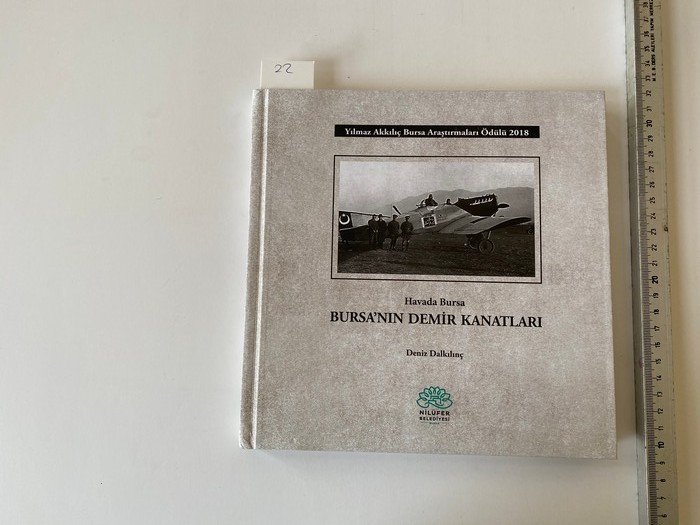 22
Yılmaz Akkılıç Bursa Araştırmaları Ödülü 2018
Havada Bursa
BURSA'NIN DEMİR KANATLARI
Deniz Dalkılınç
NİLÜFER
BELEDİYESİ